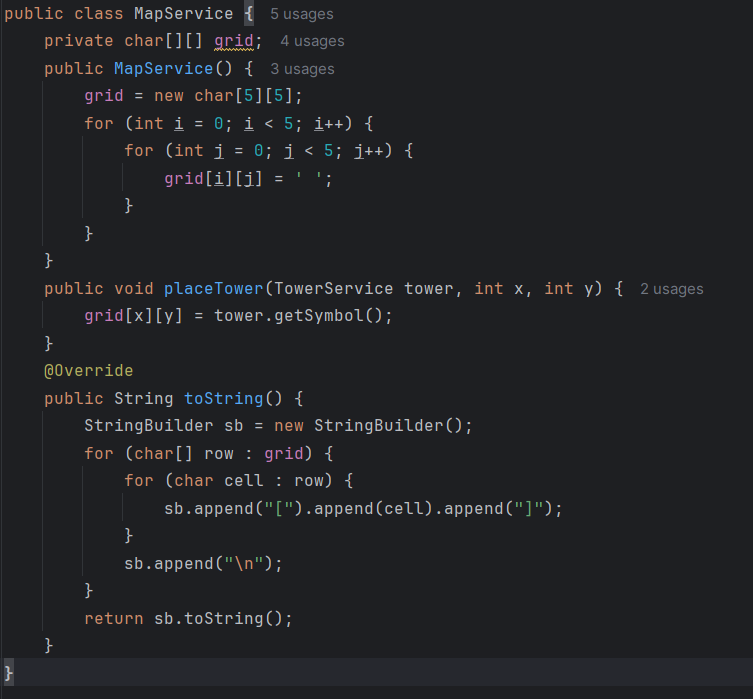 public class MapService {  5 usages
    private char[][] grid;  4 usages
    public MapService() {  3 usages
        grid = new char[5][5];
        for (int i = 0; i < 5; i++) {
            for (int j = 0; j < 5; j++) {
                grid[i][j] = ' ';
            }
        }
    }
    public void placeTower(TowerService tower, int x, int y) {  2 usages
        grid[x][y] = tower.getSymbol();
    }
    @Override
    public String toString() {
        StringBuilder sb = new StringBuilder();
        for (char[] row : grid) {
            for (char cell : row) {
                sb.append("[").append(cell).append("]");
            }
            sb.append("\n");
        }
        return sb.toString();
    }
}